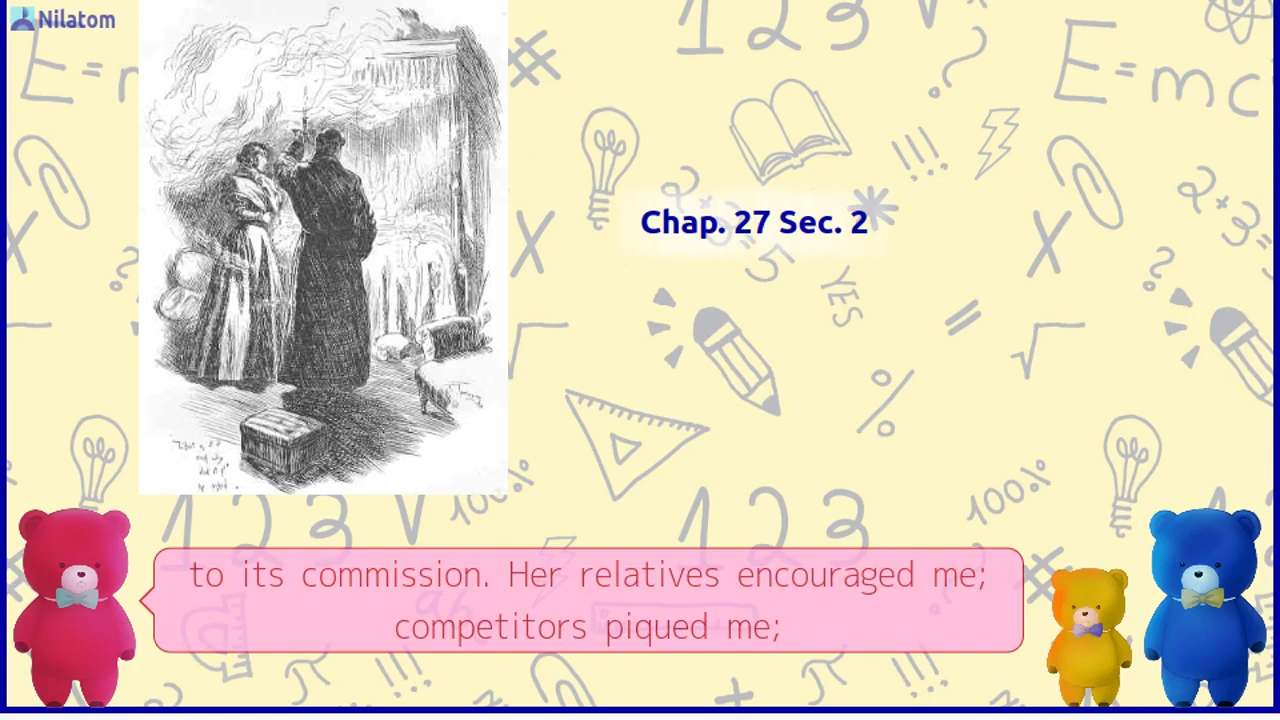 Nilatom
Chap. 27 Sec. 2
to its commission. Her relatives encouraged me;
competitors piqued me;